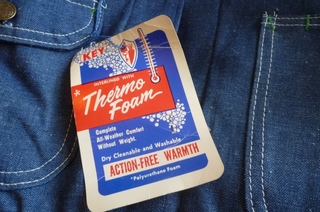 KEY
INTERLINED WITH
Thermo
Foam*
Complete
All-Weather Comfort
Without Weight.
Dry Cleanable and Washable
ACTION-FREE WARMTH
*Polyurethane Foam